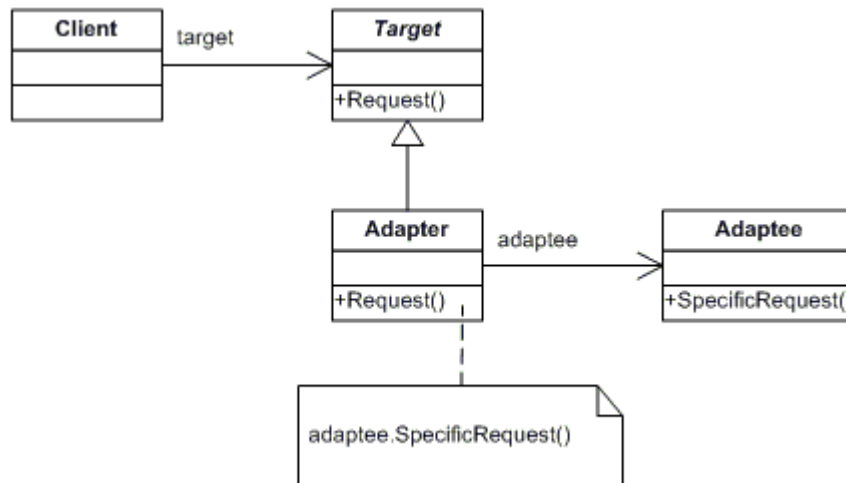 Client
target
Target
+Request()
Adapter
adaptee
Adaptee
+Request()
+SpecificRequest(
adaptee.SpecificRequest()